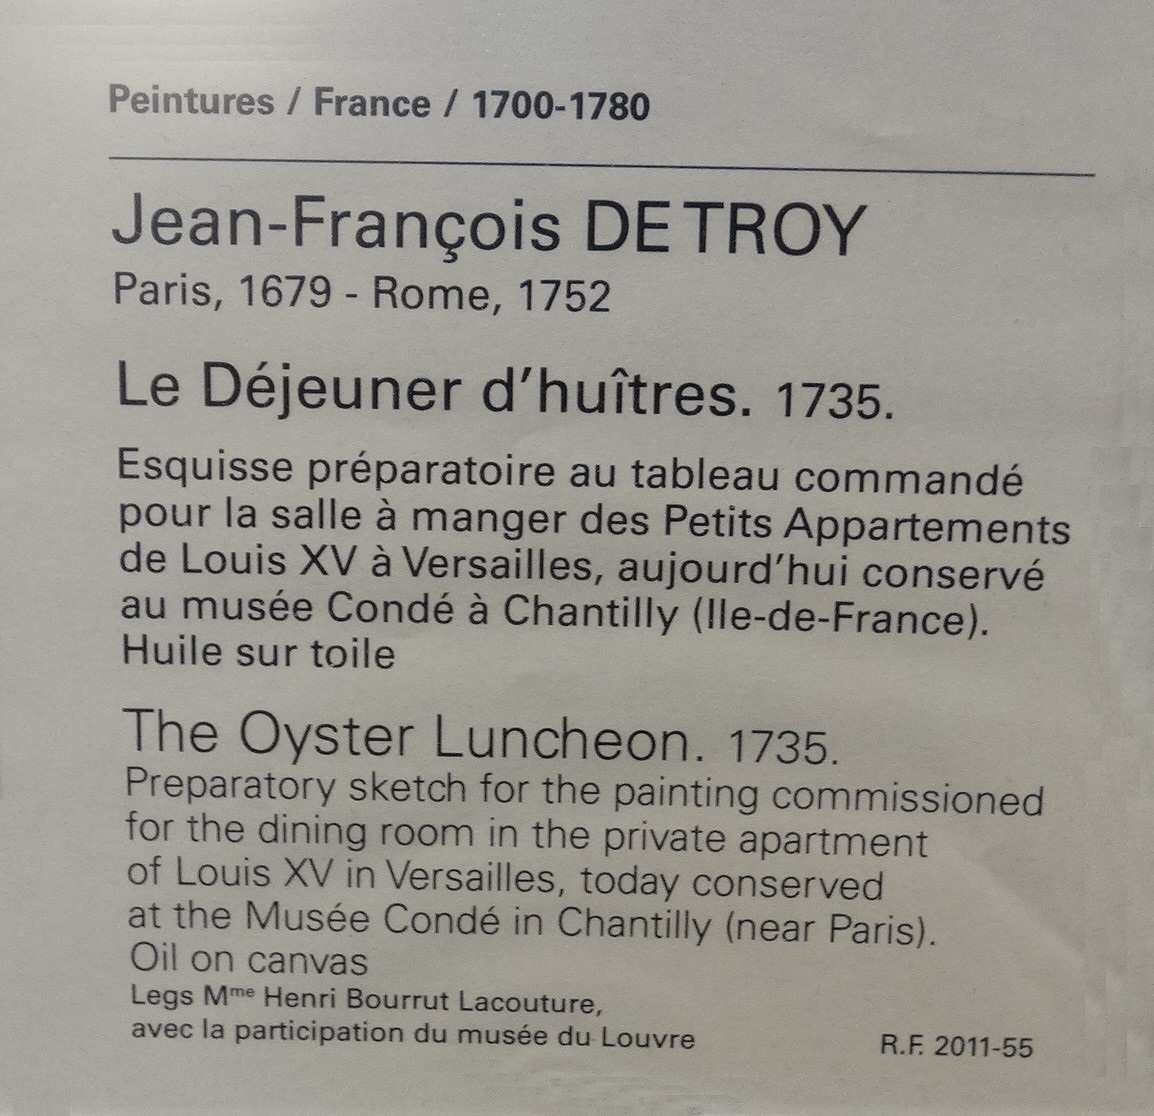 Peintures / France / 1700-1780
Jean-François DE TROY
Paris, 1679 - Rome, 1752
Le Déjeuner d'huîtres. 1735.
Esquisse préparatoire au tableau commandé
pour la salle à manger des Petits Appartements
de Louis XV à Versailles, aujourd'hui conservé
au musée Condé à Chantilly (Ile-de-France).
Huile sur toile
The Oyster Luncheon. 1735.
Preparatory sketch for the painting commissioned
for the dining room in the private apartment
of Louis XV in Versailles, today conserved
at the Musée Condé in Chantilly (near Paris).
Oil on canvas
Legs Mme Henri Bourrut Lacouture,
avec la participation du musée du Louvre
R.F. 2011-55